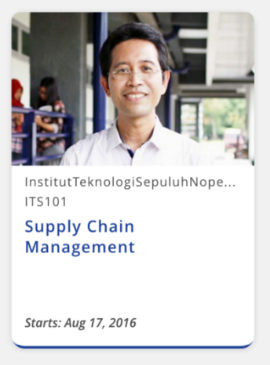 InstitutTeknologiSepuluhNope...
ITS101
Supply Chain
Management
Starts: Aug 17, 2016